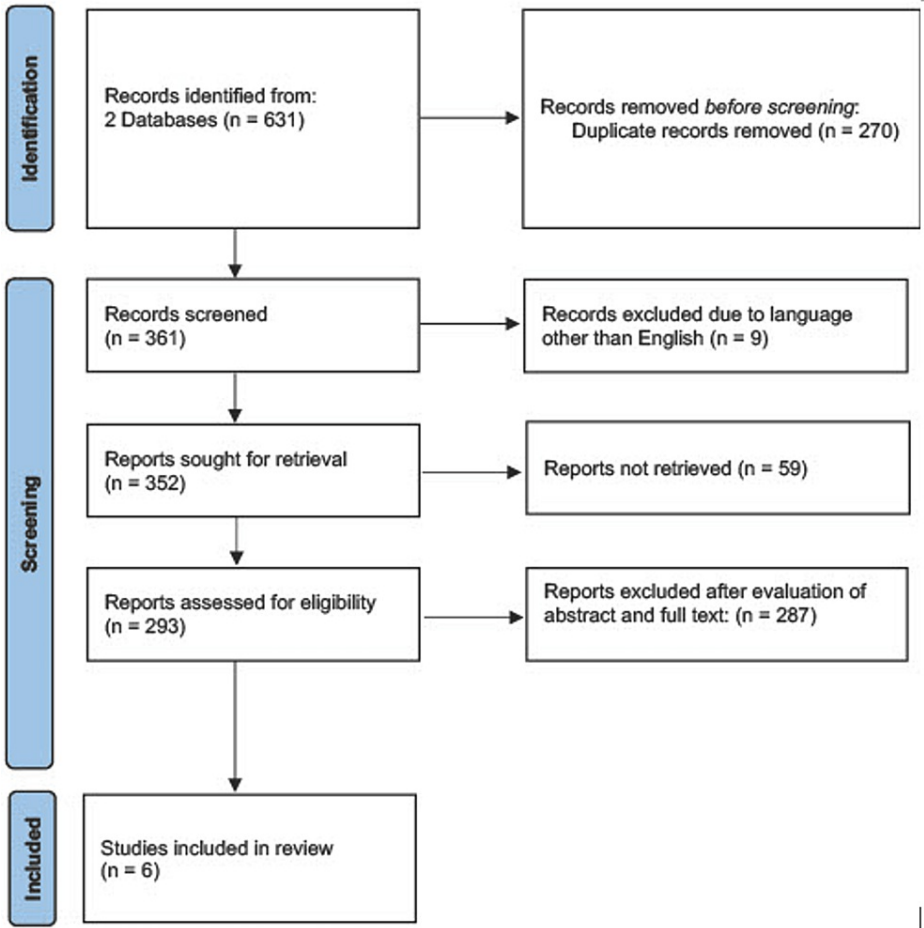 Identification
Records identified from:
2 Databases (n = 631)
Records removed before screening:
Duplicate records removed (n = 270)
Screening
Records screened
(n = 361)
Records excluded due to language
other than English (n = 9)
Reports sought for retrieval
(n = 352)
Reports not retrieved (n = 59)
Reports assessed for eligibility
(n = 293)
Reports excluded after evaluation of
abstract and full text: (n = 287)
Included
Studies included in review
(n = 6)